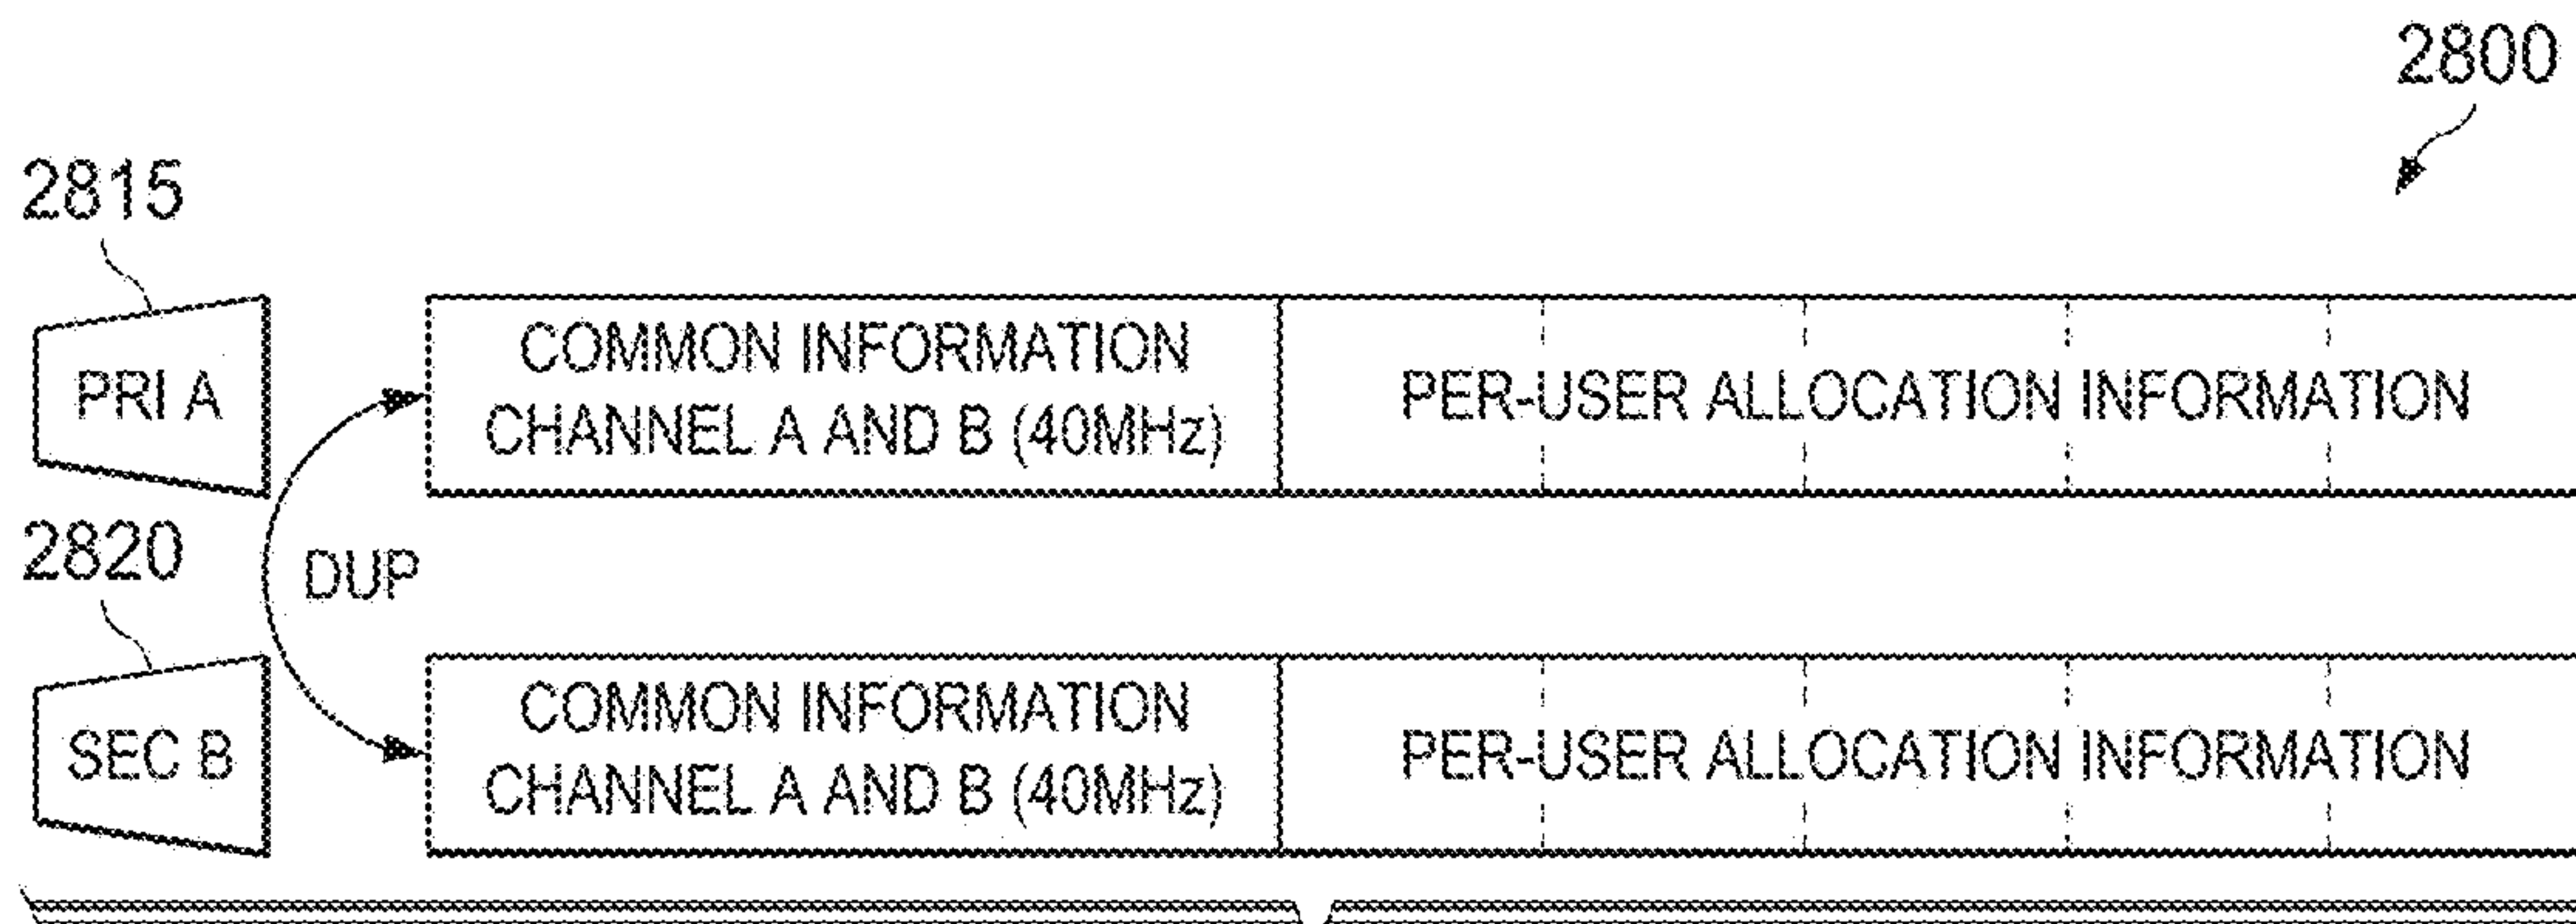 2800
2815
PRI A
COMMON INFORMATION
CHANNEL A AND B (40MHz)
PER-USER ALLOCATION INFORMATION
2820
DUP
SEC B
COMMON INFORMATION
CHANNEL A AND B (40MHz)
PER-USER ALLOCATION INFORMATION